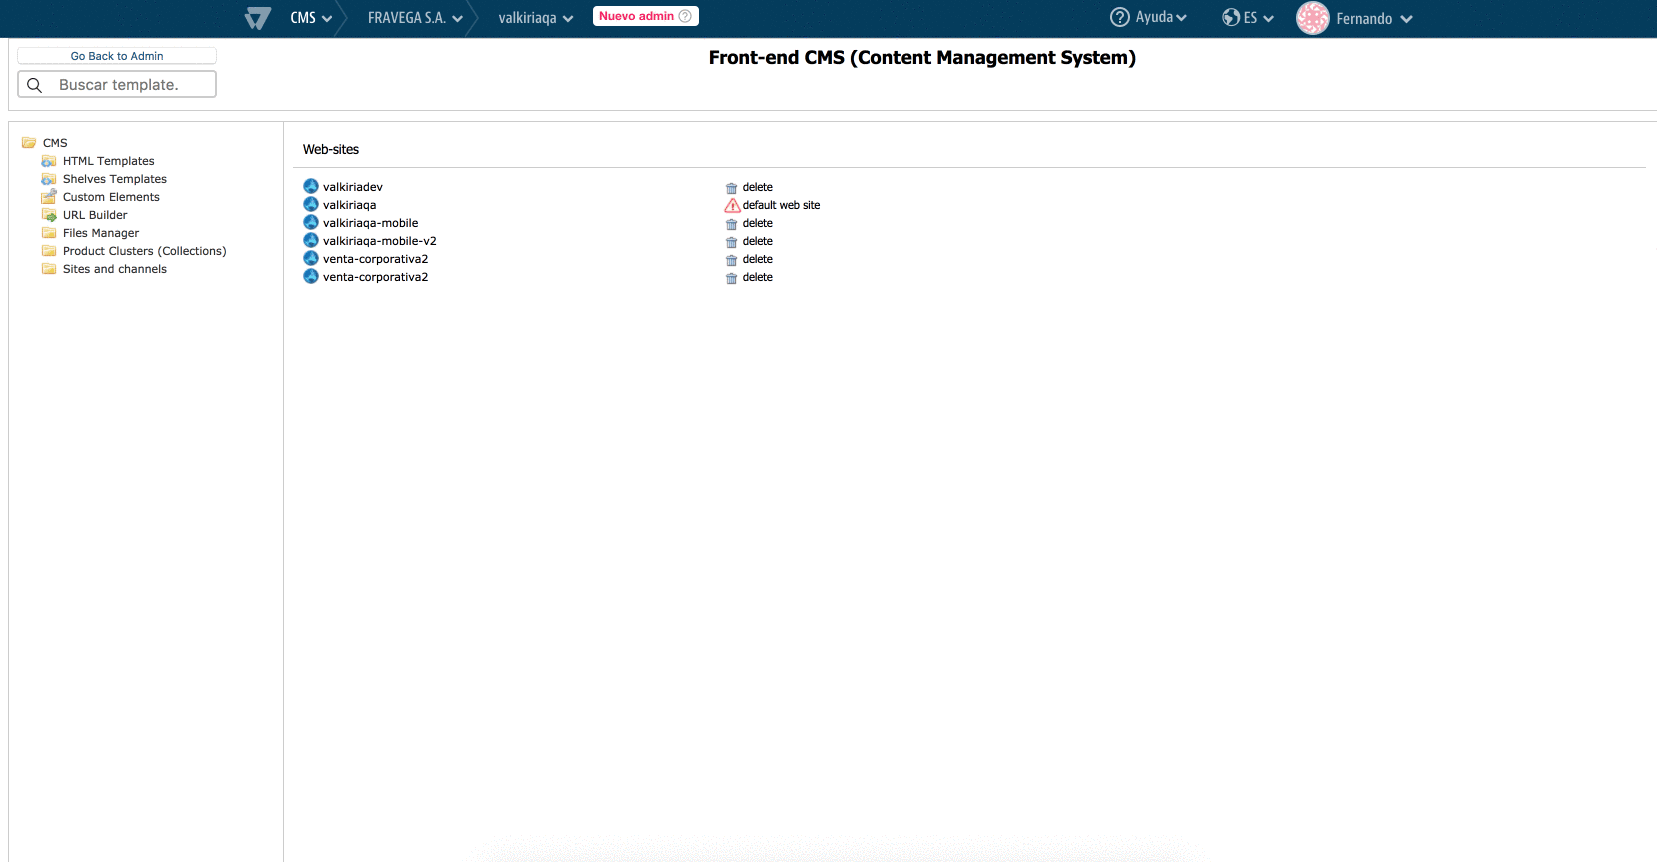 CMS FRAVEGA S.A. valkiriaqa Nuevo admin ? ? Ayuda ES Fernando
Go Back to Admin
Front-end CMS (Content Management System)
Buscar template.
CMS
HTML Templates
Shelves Templates
Custom Elements
URL Builder
Files Manager
Product Clusters (Collections)
Sites and channels
Web-sites
valkiriadev delete
valkiriaqa default web site
valkiriaqa-mobile delete
valkiriaqa-mobile-v2 delete
venta-corporativa2 delete
venta-corporativa2 delete